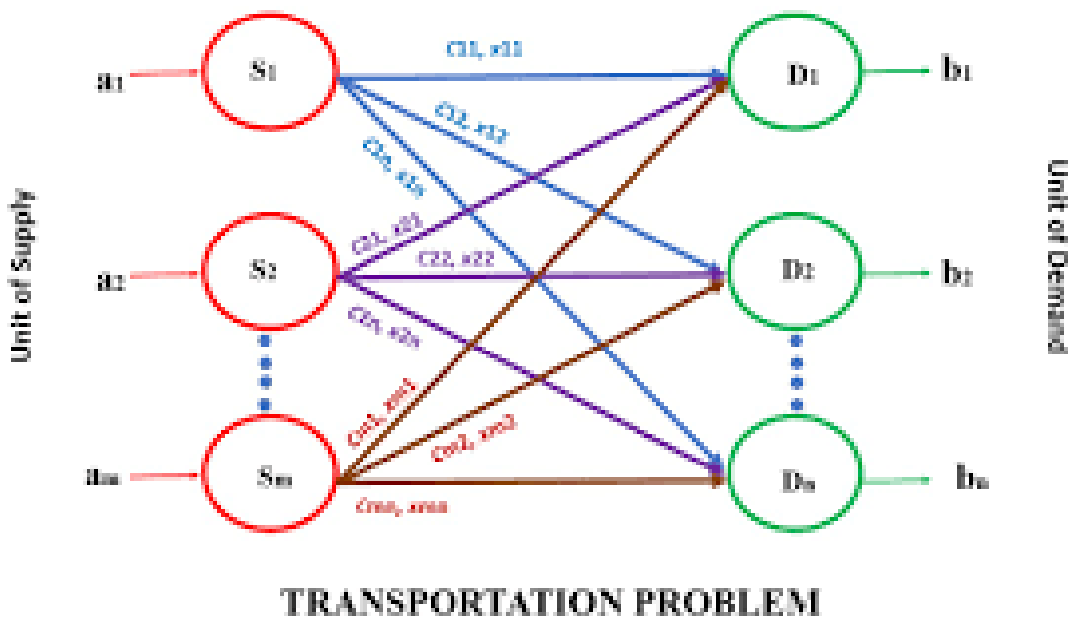 C11, x11
a1
S1
D1
b1
C12, x12
C1n, x1n
Unit of Supply
Unit of Demand
C21, x21
C22, x22
a2
S2
D2
b2
C2n, x2n
Cm1, xm1
Cm2, xm2
am
Sm
Dn
bn
Cmn, xmn
TRANSPORTATION PROBLEM